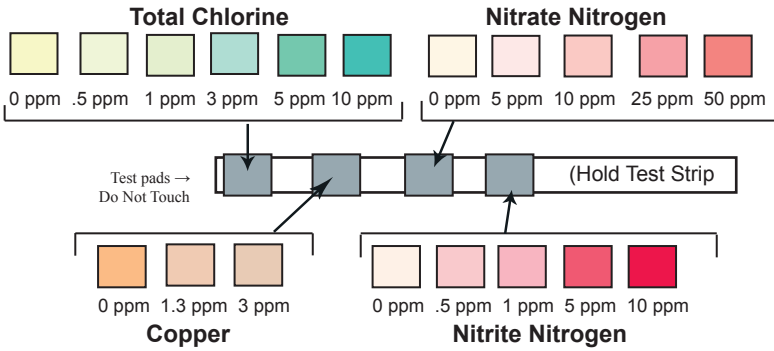 Total Chlorine
0 ppm .5 ppm 1 ppm 3 ppm 5 ppm 10 ppm
Nitrate Nitrogen
0 ppm 5 ppm 10 ppm 25 ppm 50 ppm
Test pads →
Do Not Touch
(Hold Test Strip
0 ppm 1.3 ppm 3 ppm
Copper
0 ppm .5 ppm 1 ppm 5 ppm 10 ppm
Nitrite Nitrogen